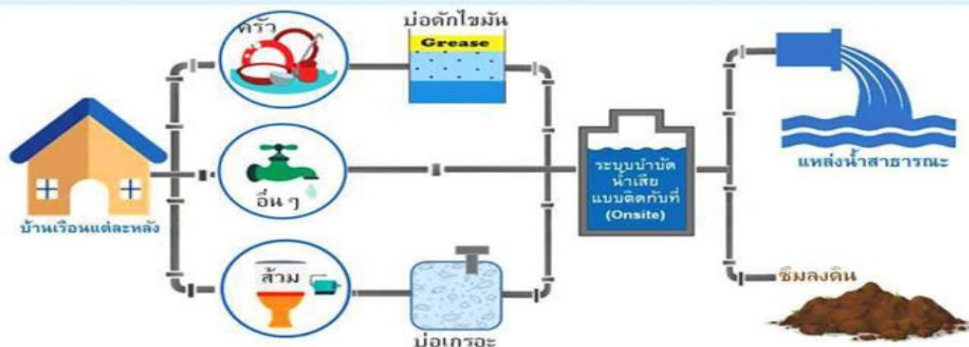 ครัว
บ่อดักไขมัน
Grease
บ้านเรือนแต่ละหลัง
อื่น ๆ
ระบบบำบัด
น้ำเสีย
แบบติดกับที่
(Onsite)
แหล่งน้ำสาธารณะ
ส้วม
บ่อเกรอะ
ซึมลงดิน